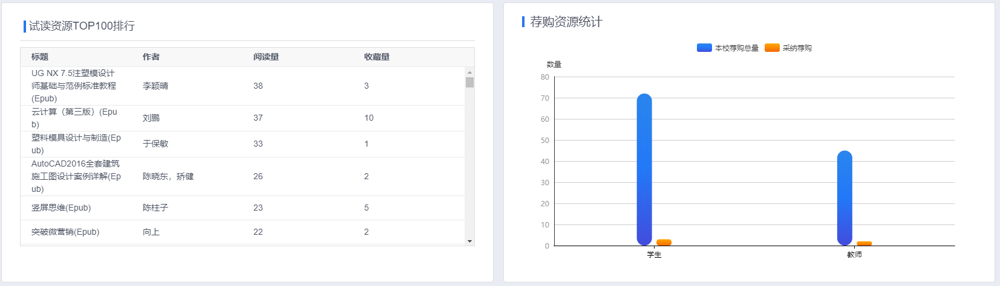 试读资源TOP100排行
标题 作者 阅读量 收藏量
UG NX 7.5注塑模设计
师基础与范例标准教程
(Epub)
李颖晴 38 3
云计算（第三版）(Epu
b)
刘鹏 37 10
塑料模具设计与制造(Ep
ub)
于保敏 33 1
AutoCAD2016全套建筑
施工图设计案例详解(Ep
ub)
陈晓东，矫健 26 2
竖屏思维(Epub) 陈柱子 23 5
突破微营销(Epub) 向上 22 2
荐购资源统计
本校荐购总量 采纳荐购
数量
80
70
60
50
40
30
20
10
0
学生 教师